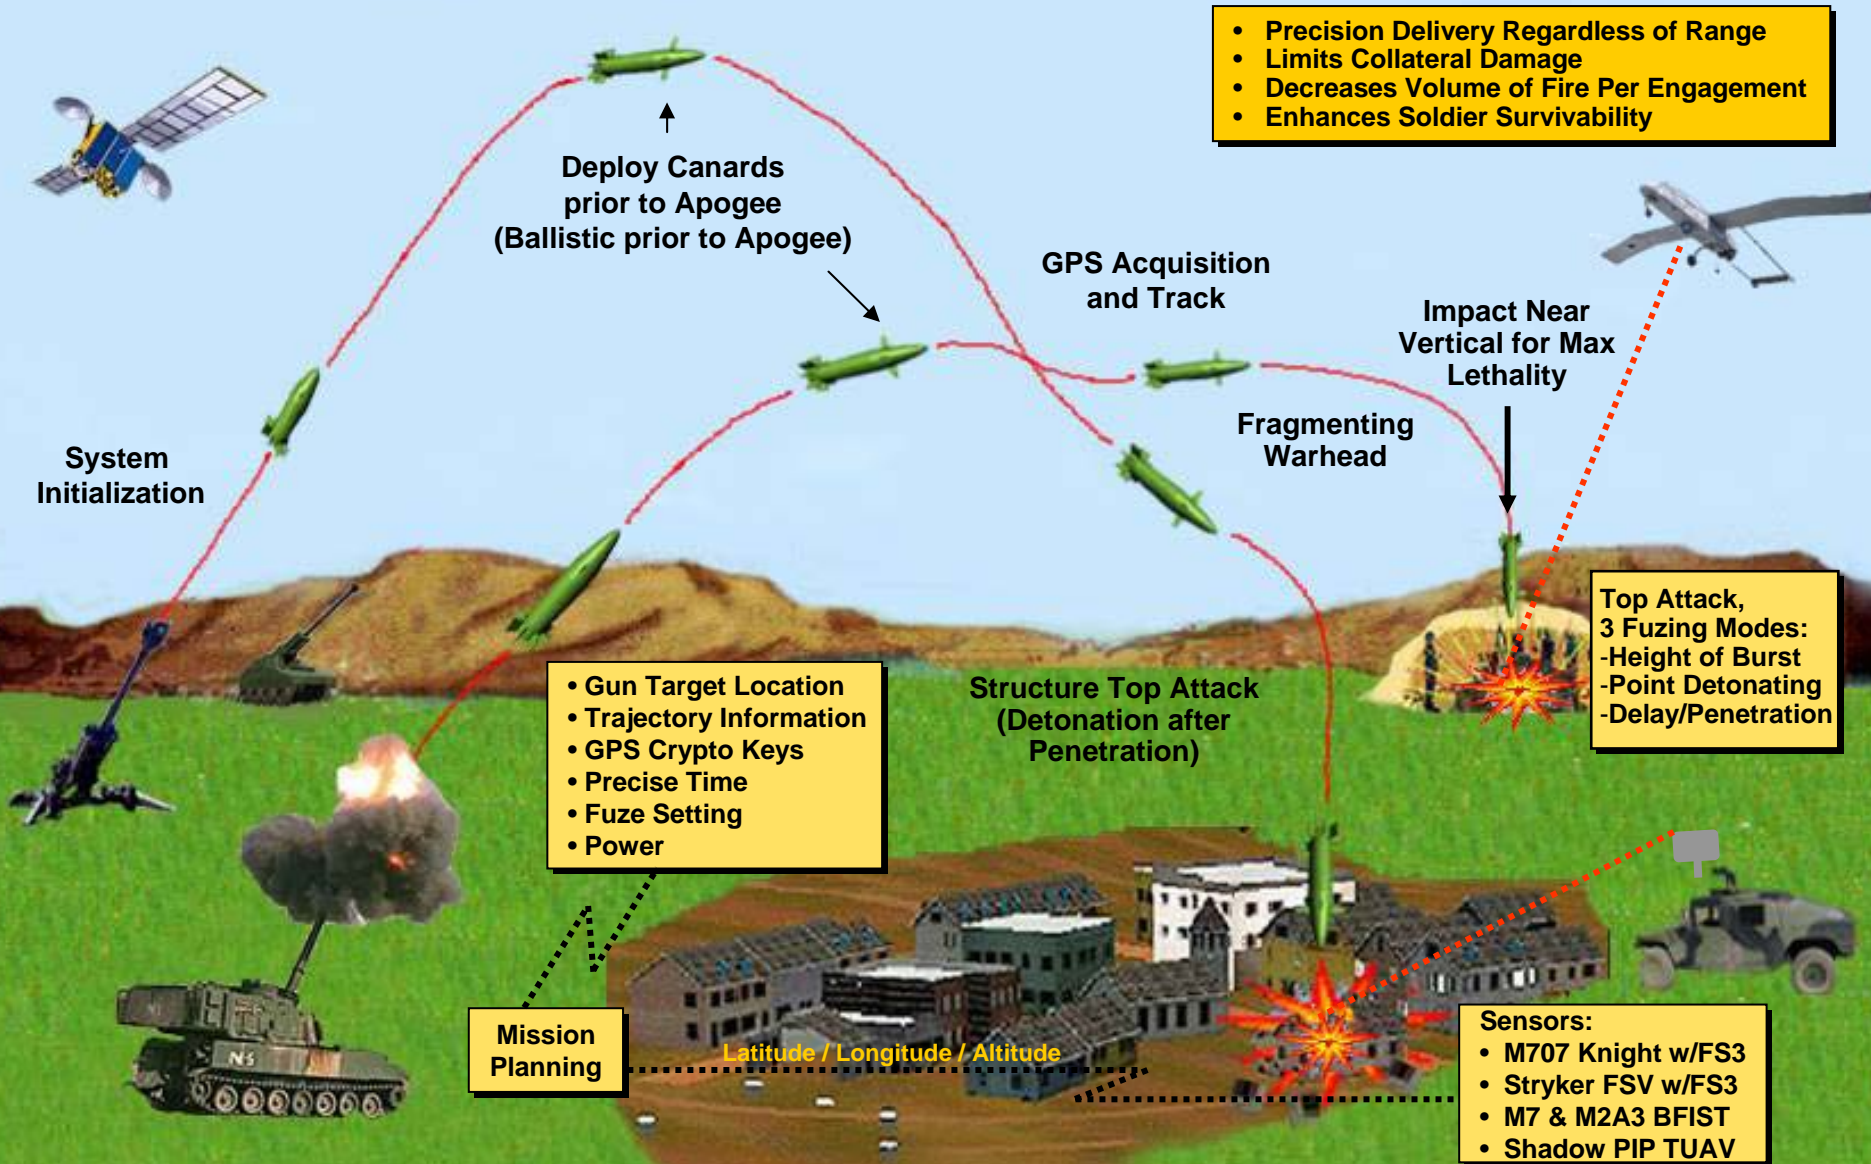 • Precision Delivery Regardless of Range
• Limits Collateral Damage
• Decreases Volume of Fire Per Engagement
• Enhances Soldier Survivability
Deploy Canards
prior to Apogee
(Ballistic prior to Apogee)
GPS Acquisition
and Track
Impact Near
Vertical for Max
Lethality
System
Initialization
Fragmenting
Warhead
Top Attack,
3 Fuzing Modes:
-Height of Burst
-Point Detonating
-Delay/Penetration
• Gun Target Location
• Trajectory Information
• GPS Crypto Keys
• Precise Time
• Fuze Setting
• Power
Structure Top Attack
(Detonation after
Penetration)
Mission
Planning
Latitude / Longitude / Altitude
Sensors:
• M707 Knight w/FS3
• Stryker FSV w/FS3
• M7 & M2A3 BFIST
• Shadow PIP TUAV